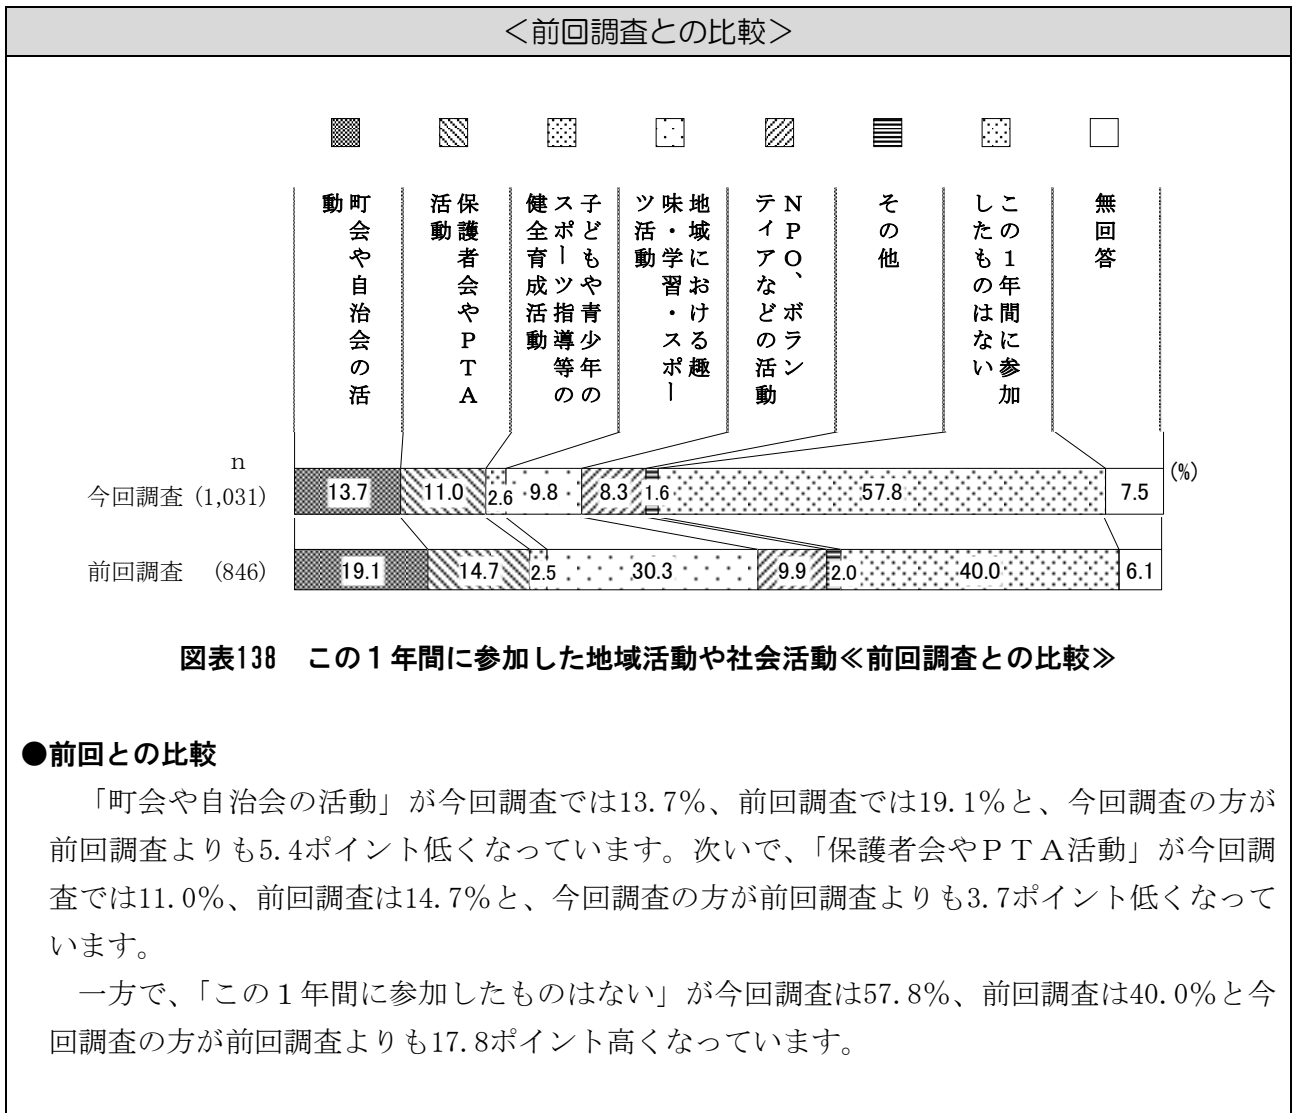 ＜前回調査との比較＞
町会や自治会の活動
保護者会やＰＴＡ活動
子どもや青少年のスポーツ指導等の健全育成活動
地域における趣味・学習・スポーツ活動
ＮＰＯ、ボランティアなどの活動
その他
この１年間に参加したものはない
無回答
n
(%)
今回調査 (1,031) 13.7 11.0 2.6 9.8 8.3 1.6 57.8 7.5
前回調査 (846) 19.1 14.7 2.5 30.3 9.9 2.0 40.0 6.1
図表138　この１年間に参加した地域活動や社会活動≪前回調査との比較≫
●前回との比較
「町会や自治会の活動」が今回調査では13.7％、前回調査では19.1％と、今回調査の方が
前回調査よりも5.4ポイント低くなっています。次いで、「保護者会やＰＴＡ活動」が今回調
査では11.0％、前回調査は14.7％と、今回調査の方が前回調査よりも3.7ポイント低くなって
います。
一方で、「この１年間に参加したものはない」が今回調査は57.8％、前回調査は40.0％と今
回調査の方が前回調査よりも17.8ポイント高くなっています。